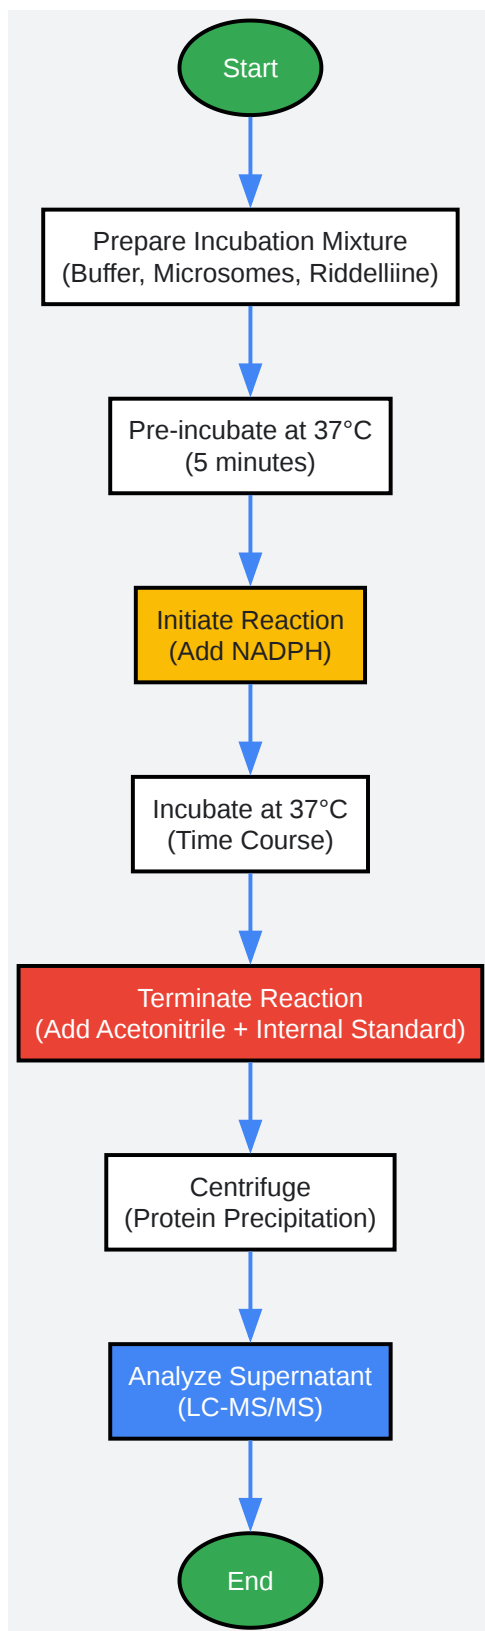 Start
Prepare Incubation Mixture
(Buffer, Microsomes, Riddelliine)
Pre-incubate at 37°C
(5 minutes)
Initiate Reaction
(Add NADPH)
Incubate at 37°C
(Time Course)
Terminate Reaction
(Add Acetonitrile + Internal Standard)
Centrifuge
(Protein Precipitation)
Analyze Supernatant
(LC-MS/MS)
End